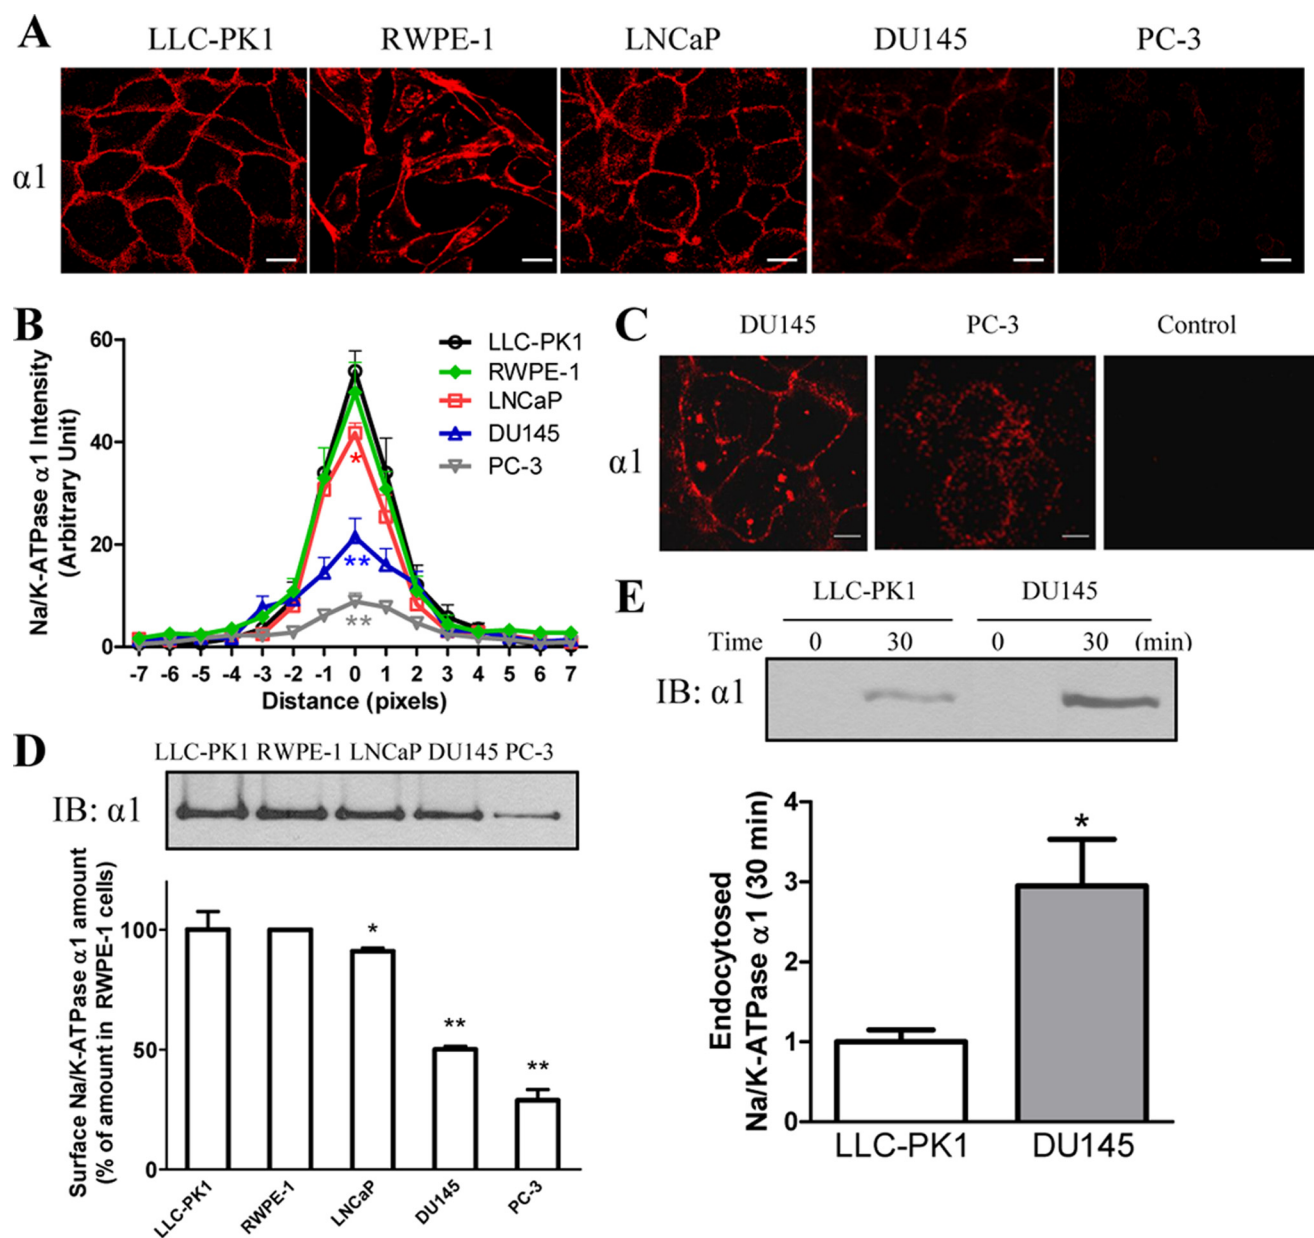 A
LLC-PK1 RWPE-1 LNCaP DU145 PC-3
α1
B
Na/K-ATPase α1 Intensity
(Arbitrary Unit)
60
40
20
0
LLC-PK1
RWPE-1
LNCaP
DU145
PC-3
*
**
**
-7 -6 -5 -4 -3 -2 -1 0 1 2 3 4 5 6 7
Distance (pixels)
C
DU145 PC-3 Control
α1
D
LLC-PK1 RWPE-1 LNCaP DU145 PC-3
IB: α1
Surface Na/K-ATPase α1 amount
(% of amount in RWPE-1 cells)
100
50
0
*
**
**
LLC-PK1 RWPE-1 LNCaP DU145 PC-3
E
LLC-PK1 DU145
Time 0 30 0 30 (min)
IB: α1
Endocytosed
Na/K-ATPase α1 (30 min)
4
3
2
1
0
*
LLC-PK1 DU145